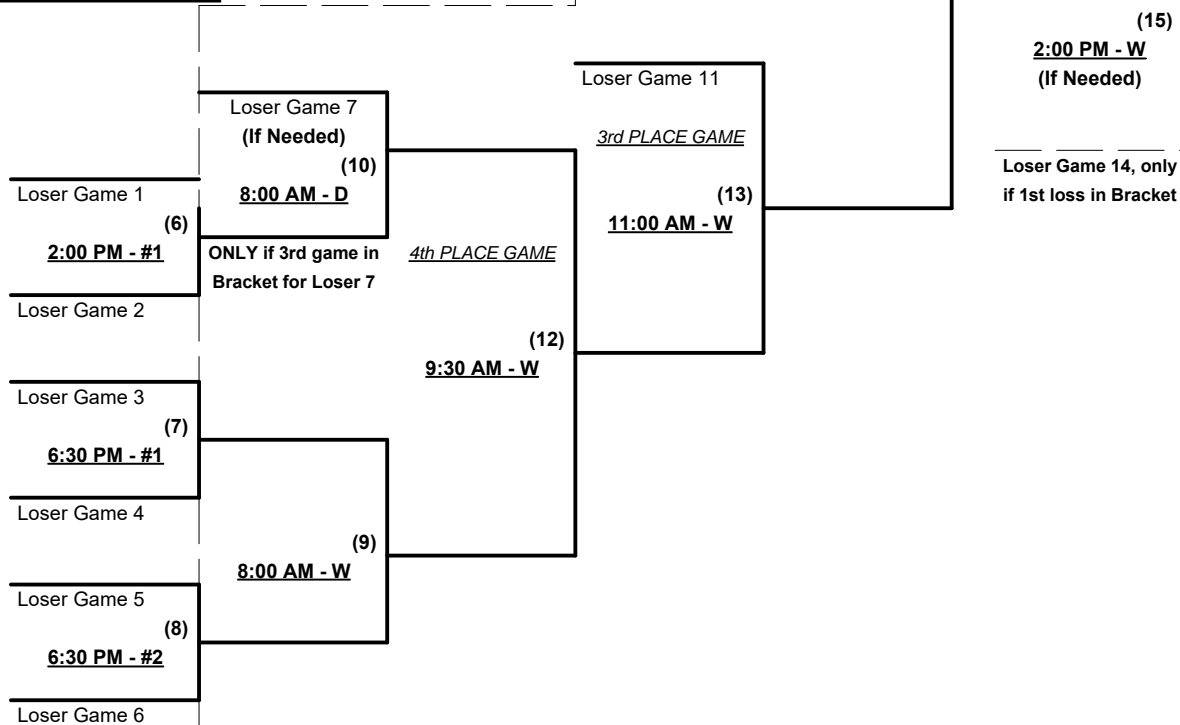 (15)
2:00 PM - W
(If Needed)
Loser Game 14, only
if 1st loss in Bracket
Loser Game 11
3rd PLACE GAME
(13)
11:00 AM - W
Loser Game 7
(If Needed)
(10)
8:00 AM - D
ONLY if 3rd game in
Bracket for Loser 7
4th PLACE GAME
(12)
9:30 AM - W
Loser Game 1
(6)
2:00 PM - #1
Loser Game 2
Loser Game 3
(7)
6:30 PM - #1
Loser Game 4
(9)
8:00 AM - W
Loser Game 5
(8)
6:30 PM - #2
Loser Game 6